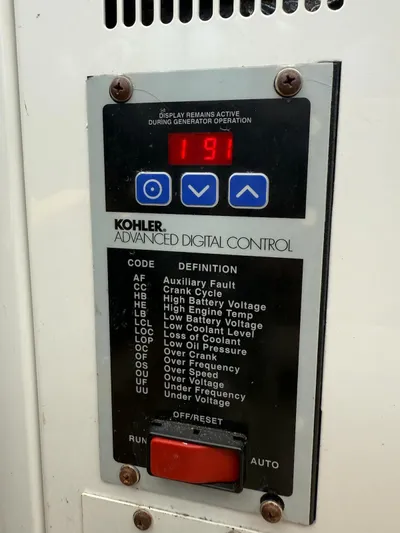 DISPLAY REMAINS ACTIVE
DURING GENERATOR OPERATION
191
KOHLER®
ADVANCED DIGITAL CONTROL
CODE DEFINITION
AF Auxiliary Fault
CC Crank Cycle
HB High Battery Voltage
HE High Engine Temp
LB Low Battery Voltage
LCL Low Coolant Level
LOC Loss of Coolant
LOP Low Oil Pressure
OC Over Crank
OF Over Frequency
OS Over Speed
OU Over Voltage
UF Under Frequency
UU Under Voltage
OFF/RESET
RUN AUTO